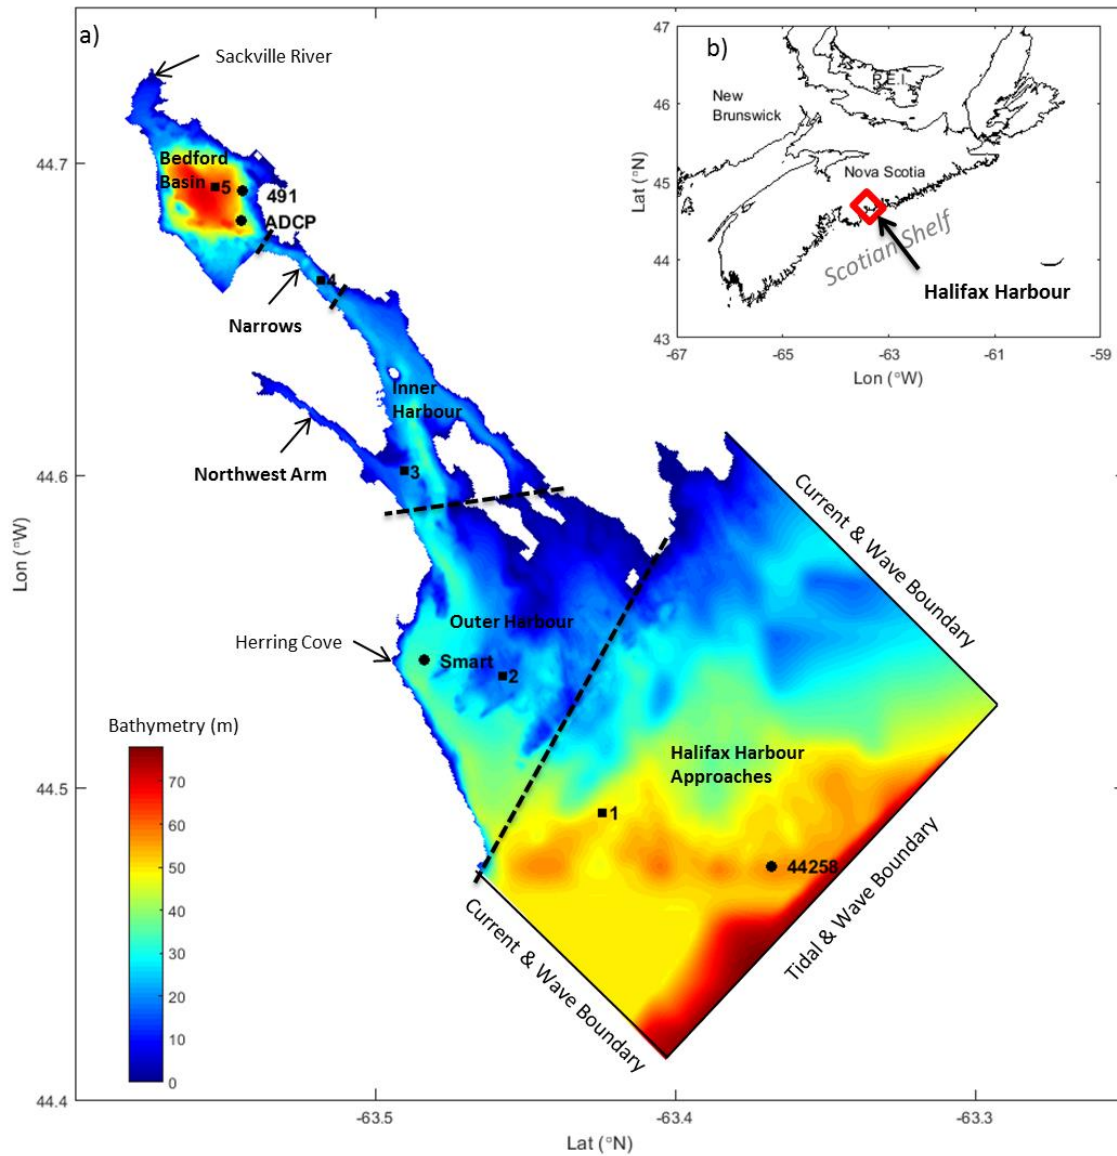 a)
Sackville River
Bedford
Basin
5
491
ADCP
4
Narrows
Inner
Harbour
Northwest Arm
3
Outer Harbour
Herring Cove
Smart
2
Halifax Harbour
Approaches
1
44258
Current & Wave Boundary
Tidal & Wave Boundary
Current & Wave Boundary
Bathymetry (m)
70
60
50
40
30
20
10
0
44.7
44.6
44.5
44.4
Lon (°W)
-63.5
-63.4
-63.3
Lat (°N)
b)
P.E.I.
New
Brunswick
Nova Scotia
Scotian Shelf
Halifax Harbour
47
46
45
44
43
Lat (°N)
-67
-65
-63
-61
-59
Lon (°W)